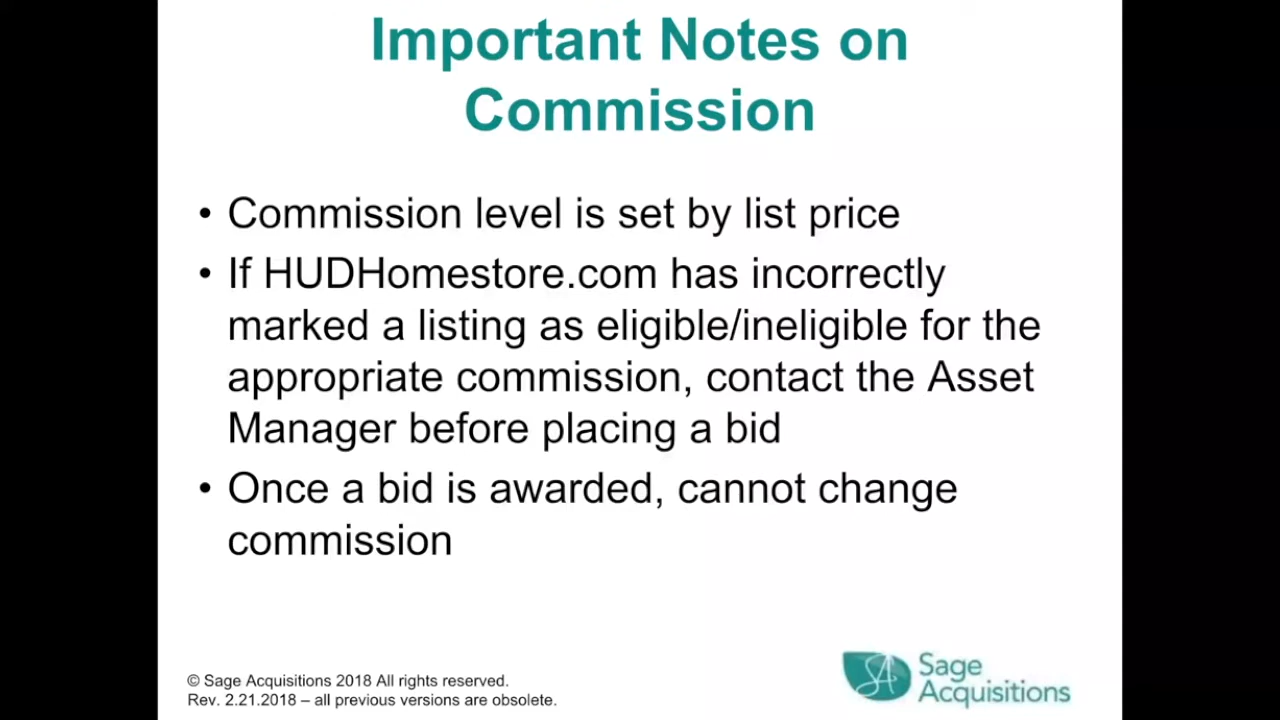 Important Notes on
Commission
• Commission level is set by list price
• If HUDHomestore.com has incorrectly
marked a listing as eligible/ineligible for the
appropriate commission, contact the Asset
Manager before placing a bid
• Once a bid is awarded, cannot change
commission
© Sage Acquisitions 2018 All rights reserved.
Rev. 2.21.2018 – all previous versions are obsolete.
SA
Sage
Acquisitions